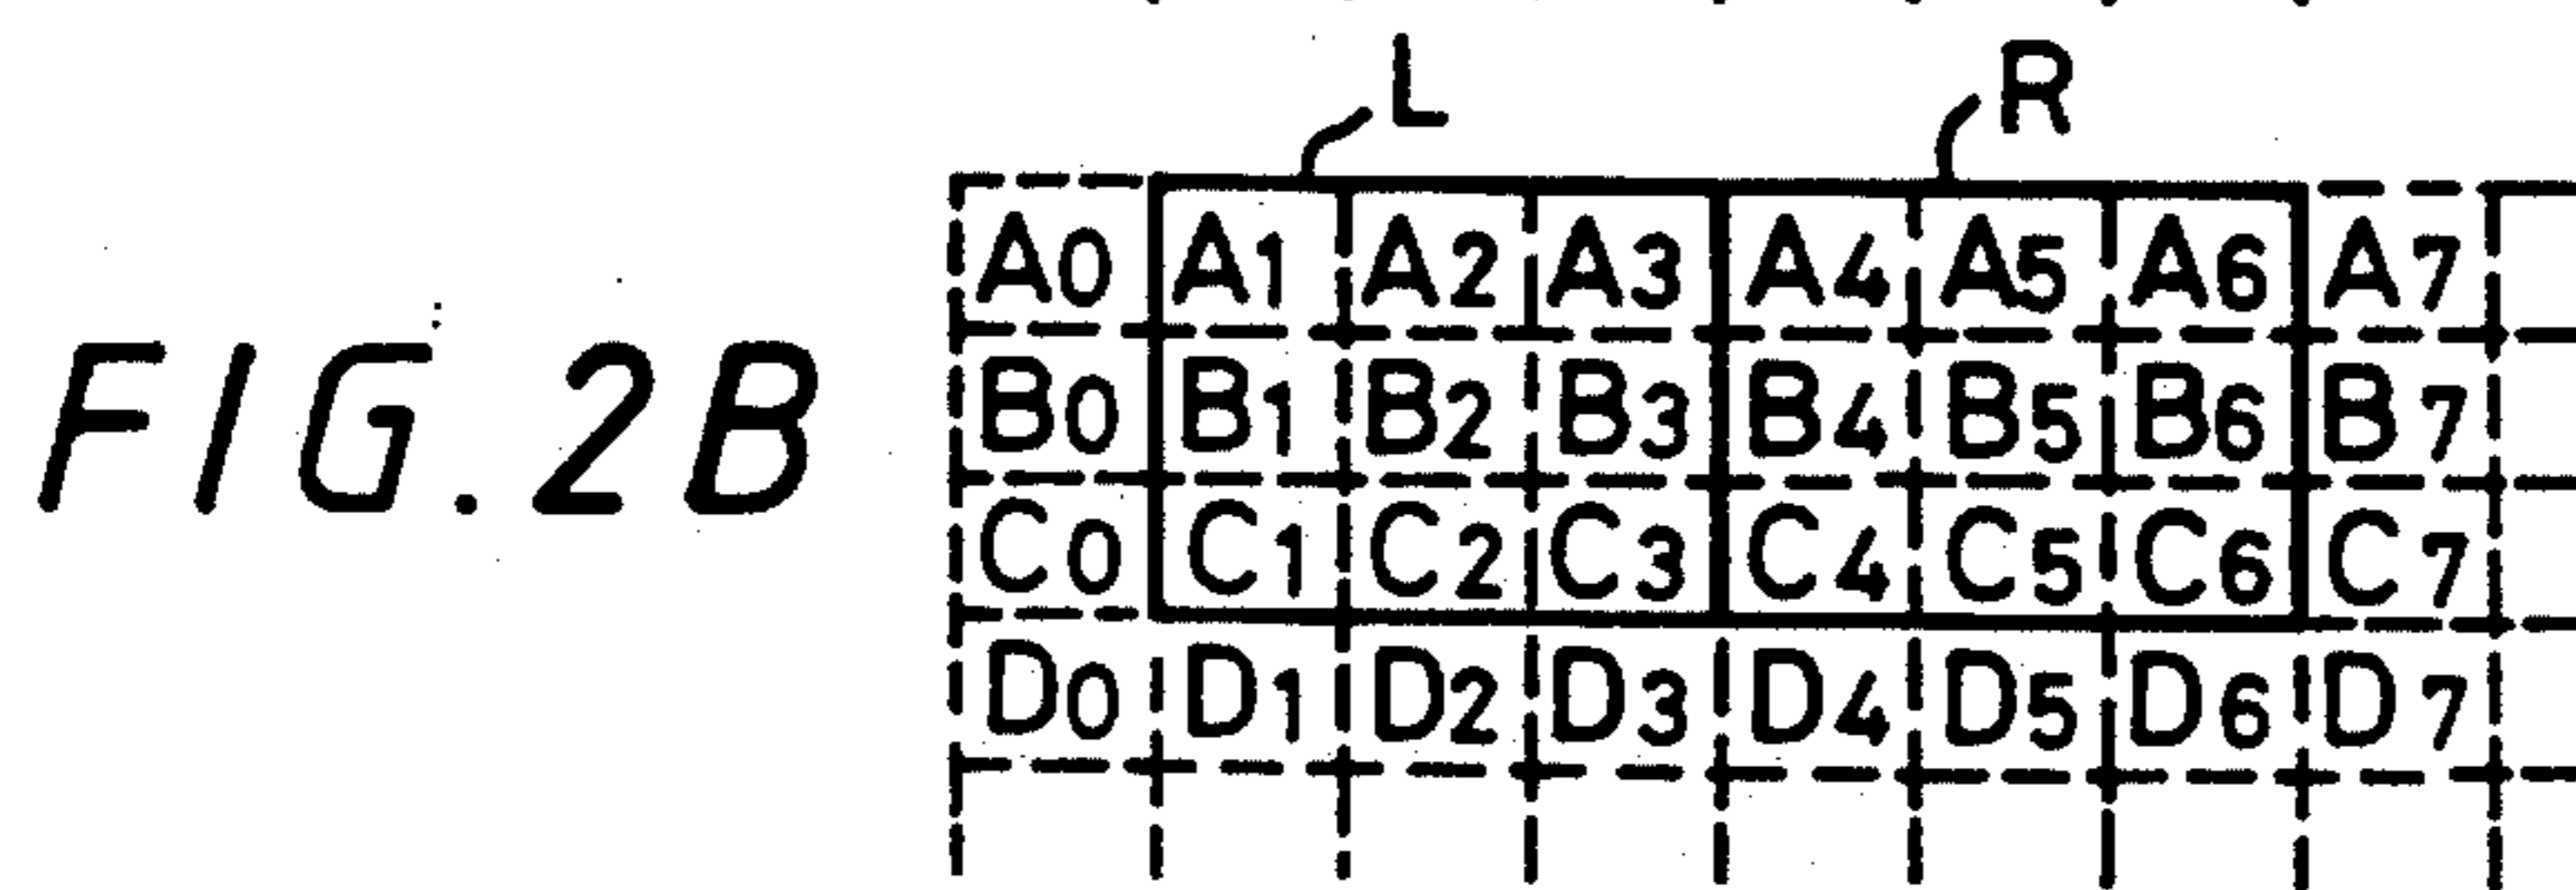 L R
A0 A1 A2 A3 A4 A5 A6 A7
B0 B1 B2 B3 B4 B5 B6 B7
C0 C1 C2 C3 C4 C5 C6 C7
D0 D1 D2 D3 D4 D5 D6 D7
FIG. 2B